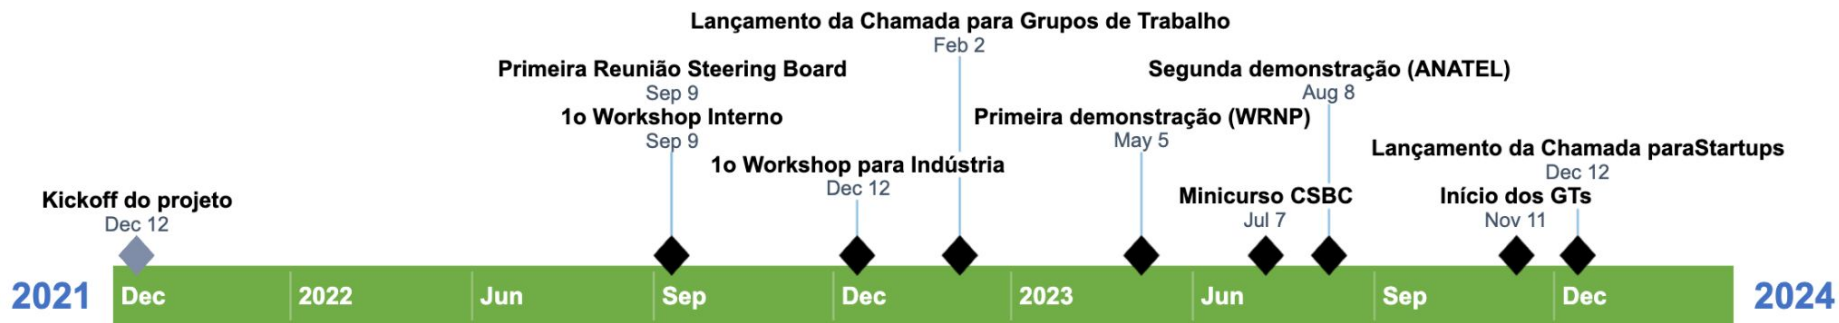 Lançamento da Chamada para Grupos de Trabalho
Feb 2
Primeira Reunião Steering Board
Sep 9
Segunda demonstração (ANATEL)
Aug 8
1o Workshop Interno
Sep 9
Primeira demonstração (WRNP)
May 5
1o Workshop para Indústria
Dec 12
Lançamento da Chamada paraStartups
Dec 12
Kickoff do projeto
Dec 12
Minicurso CSBC
Jul 7
Início dos GTs
Nov 11
2021 Dec 2022 Jun Sep Dec 2023 Jun Sep Dec 2024